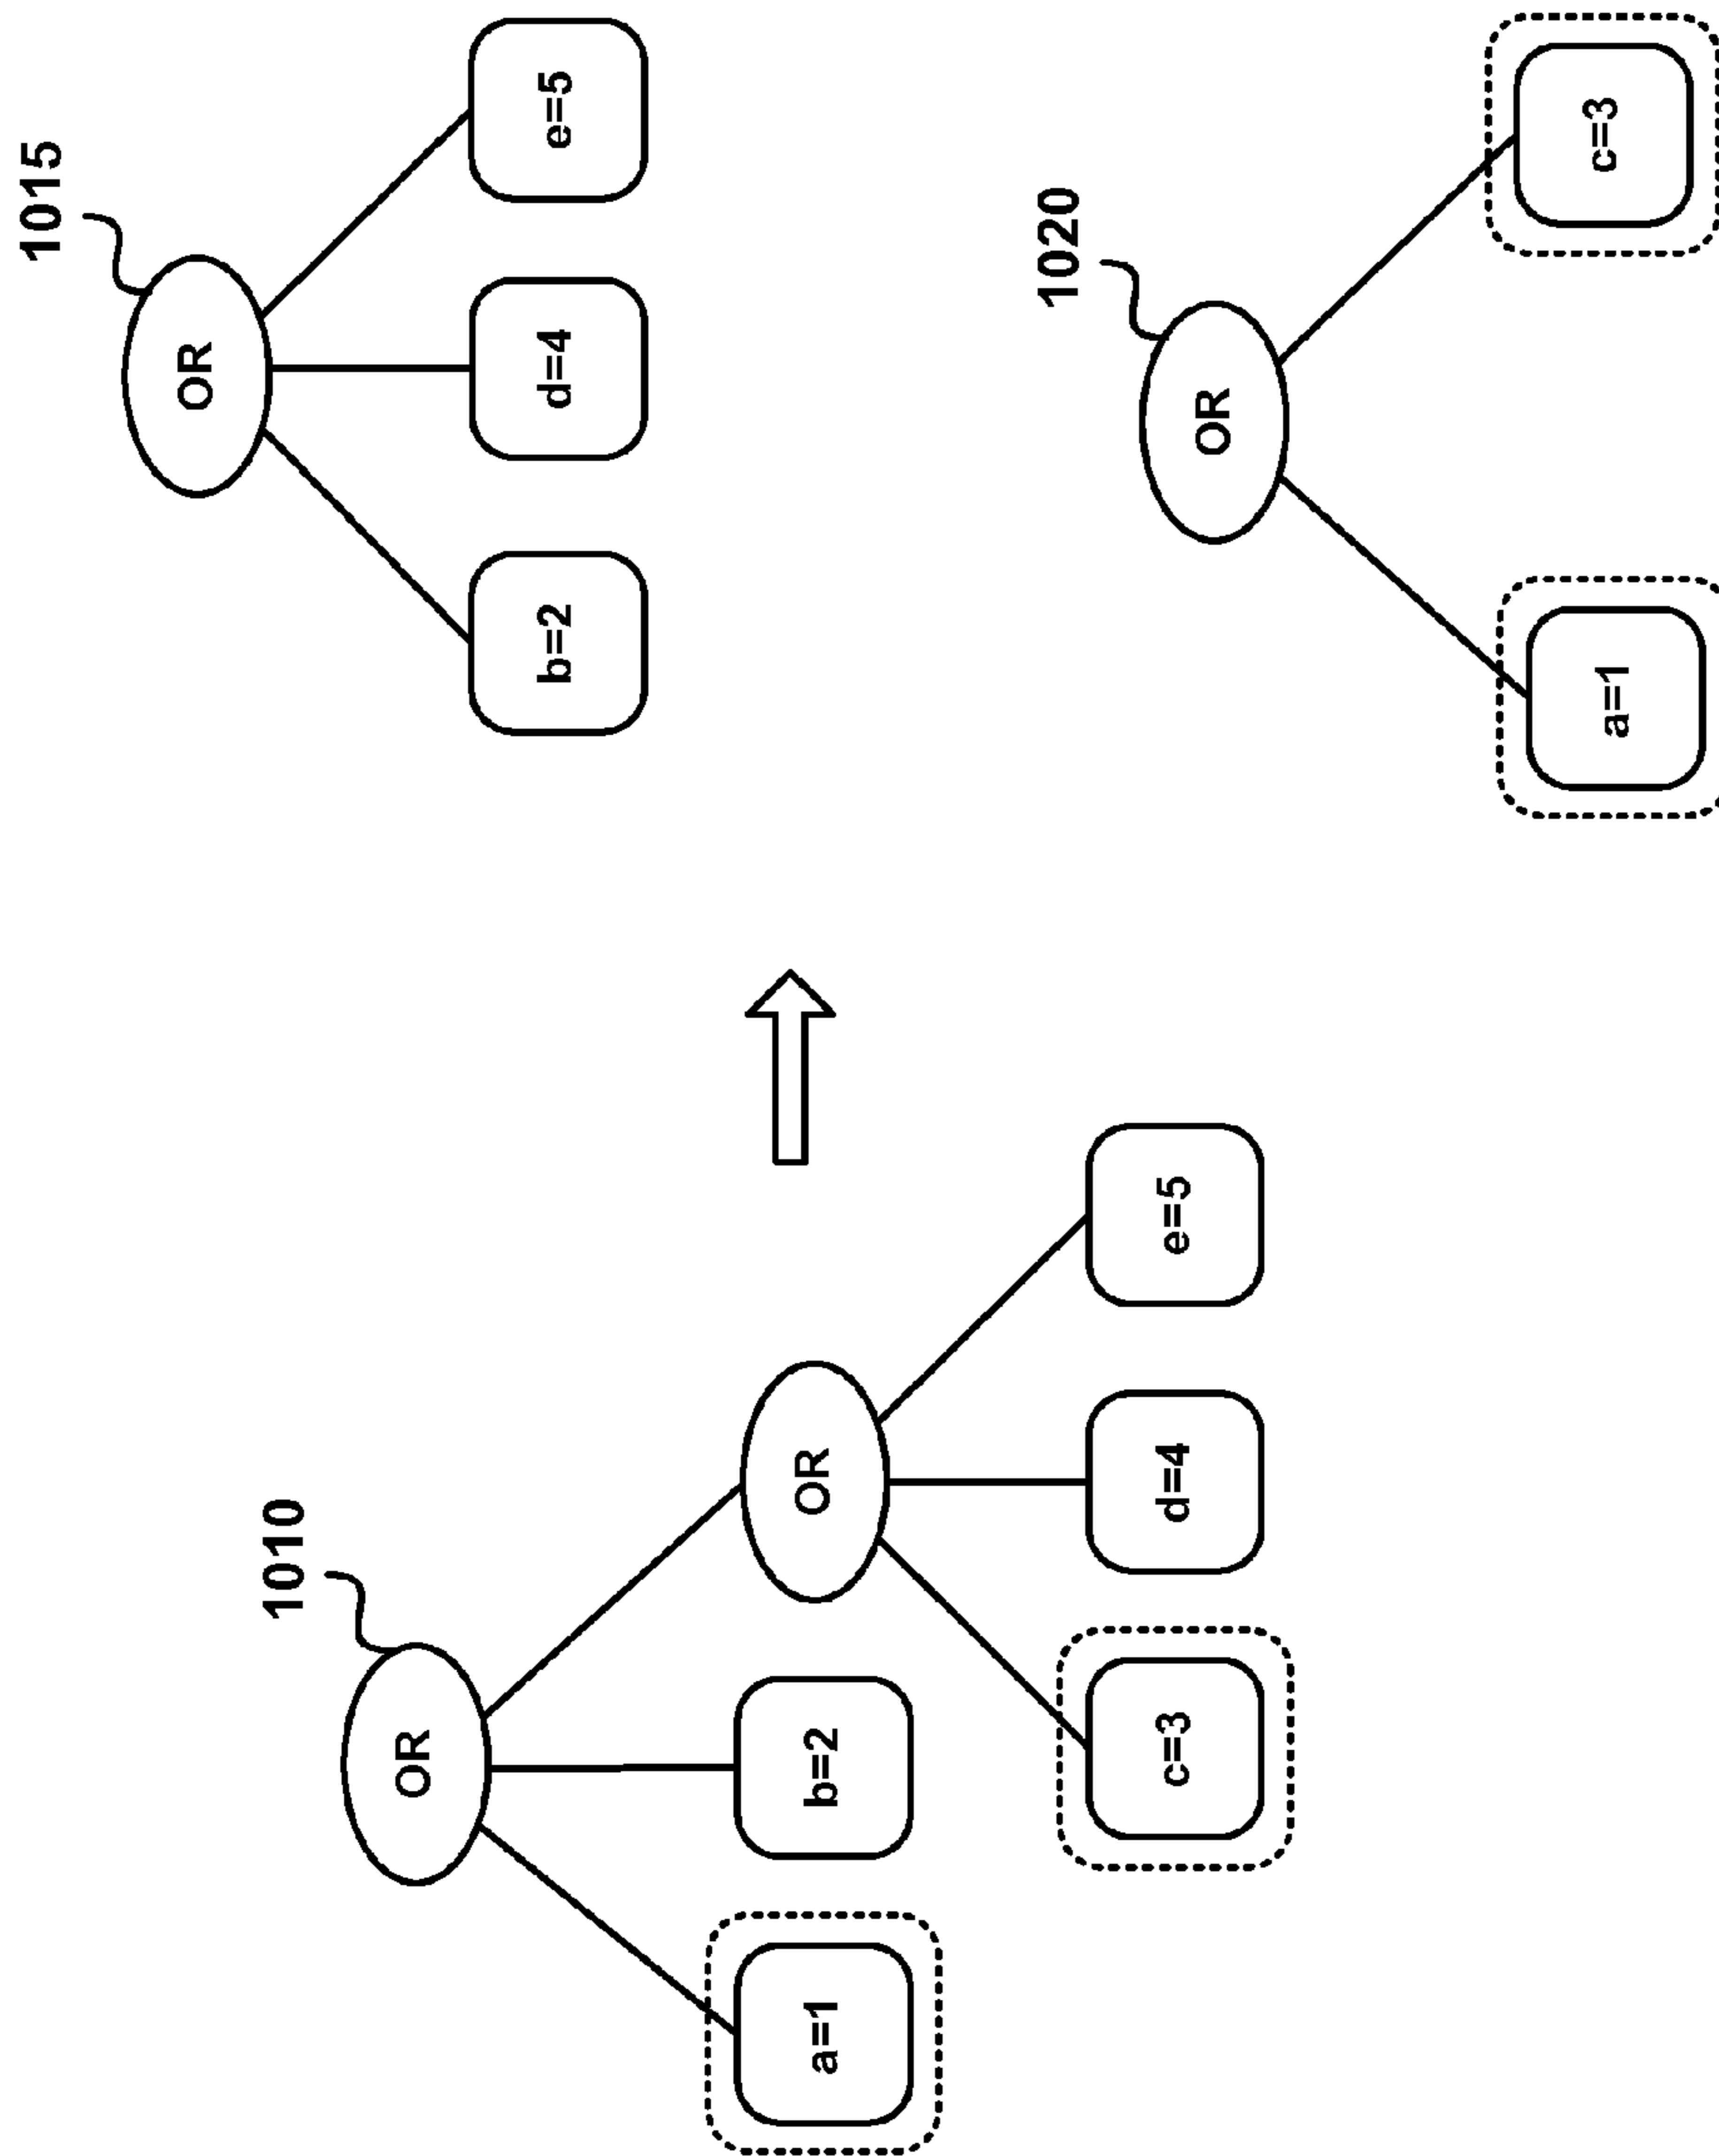 1010
OR
a=1
b=2
OR
c=3
d=4
e=5
1015
OR
b=2
d=4
e=5
1020
OR
a=1
c=3